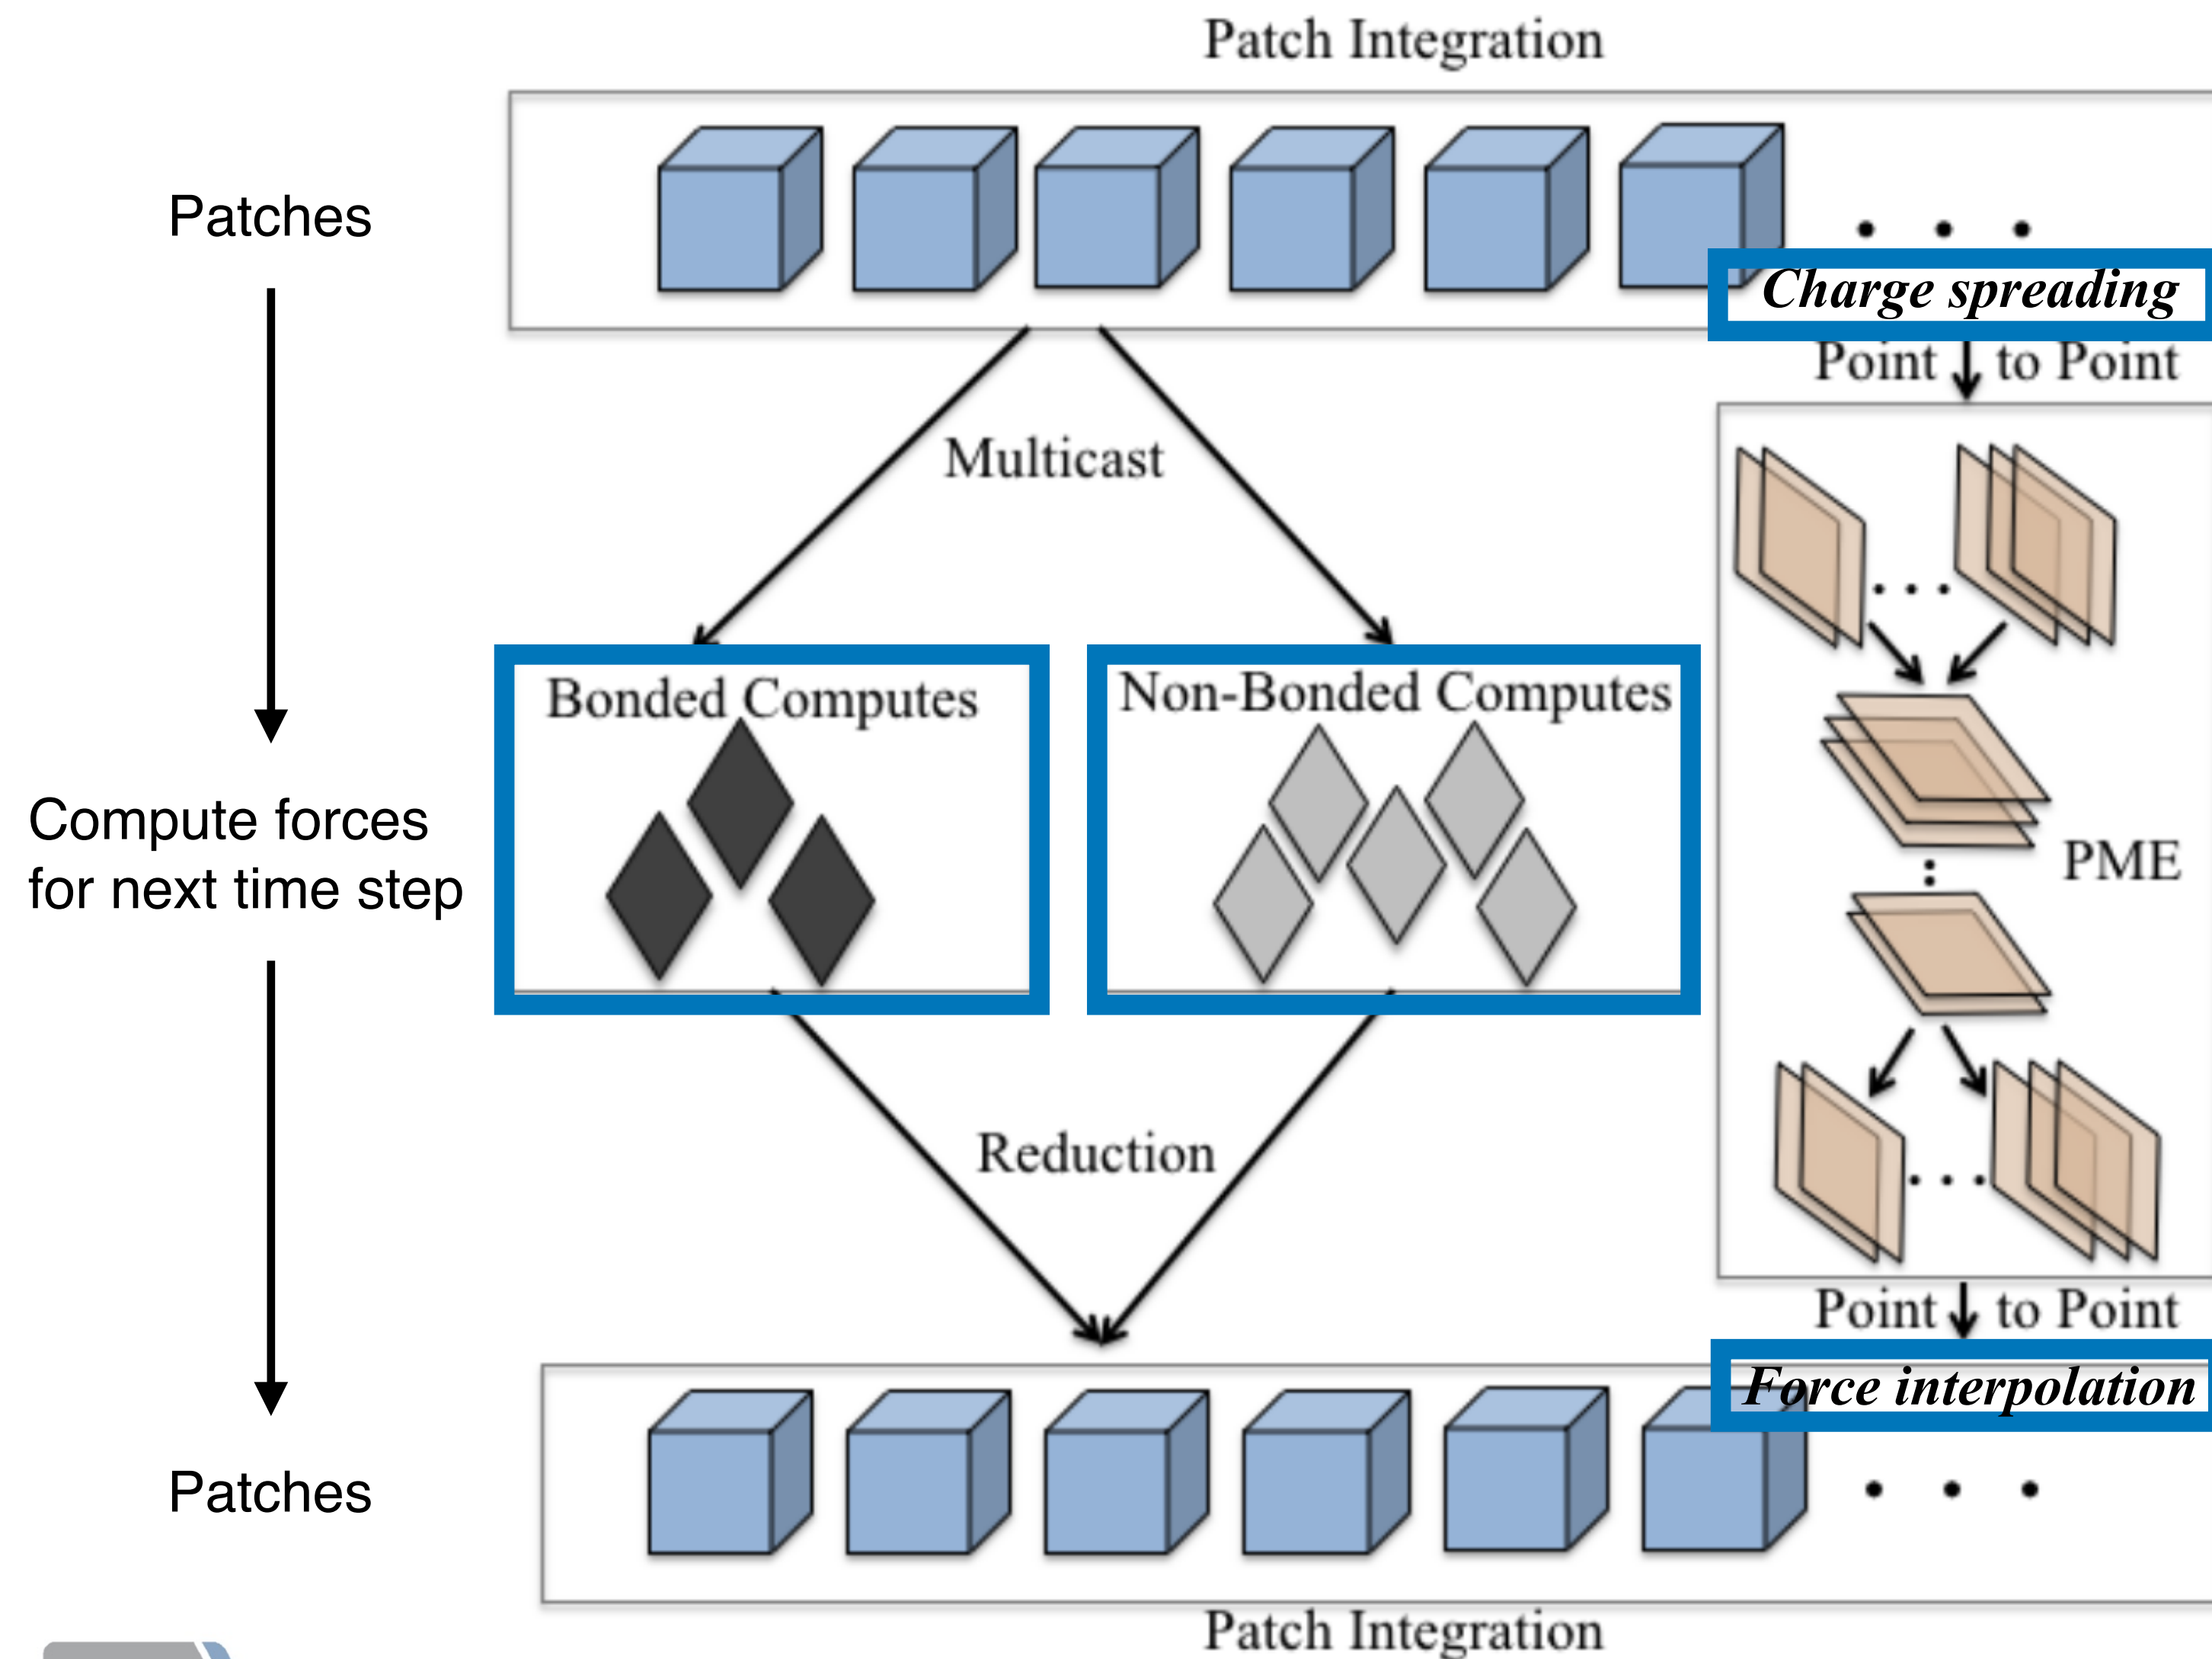 Patch Integration
Patches
Charge spreading
Point to Point
Multicast
Bonded Computes
Non-Bonded Computes
Compute forces
for next time step
PME
Reduction
Point to Point
Force interpolation
Patches
Patch Integration